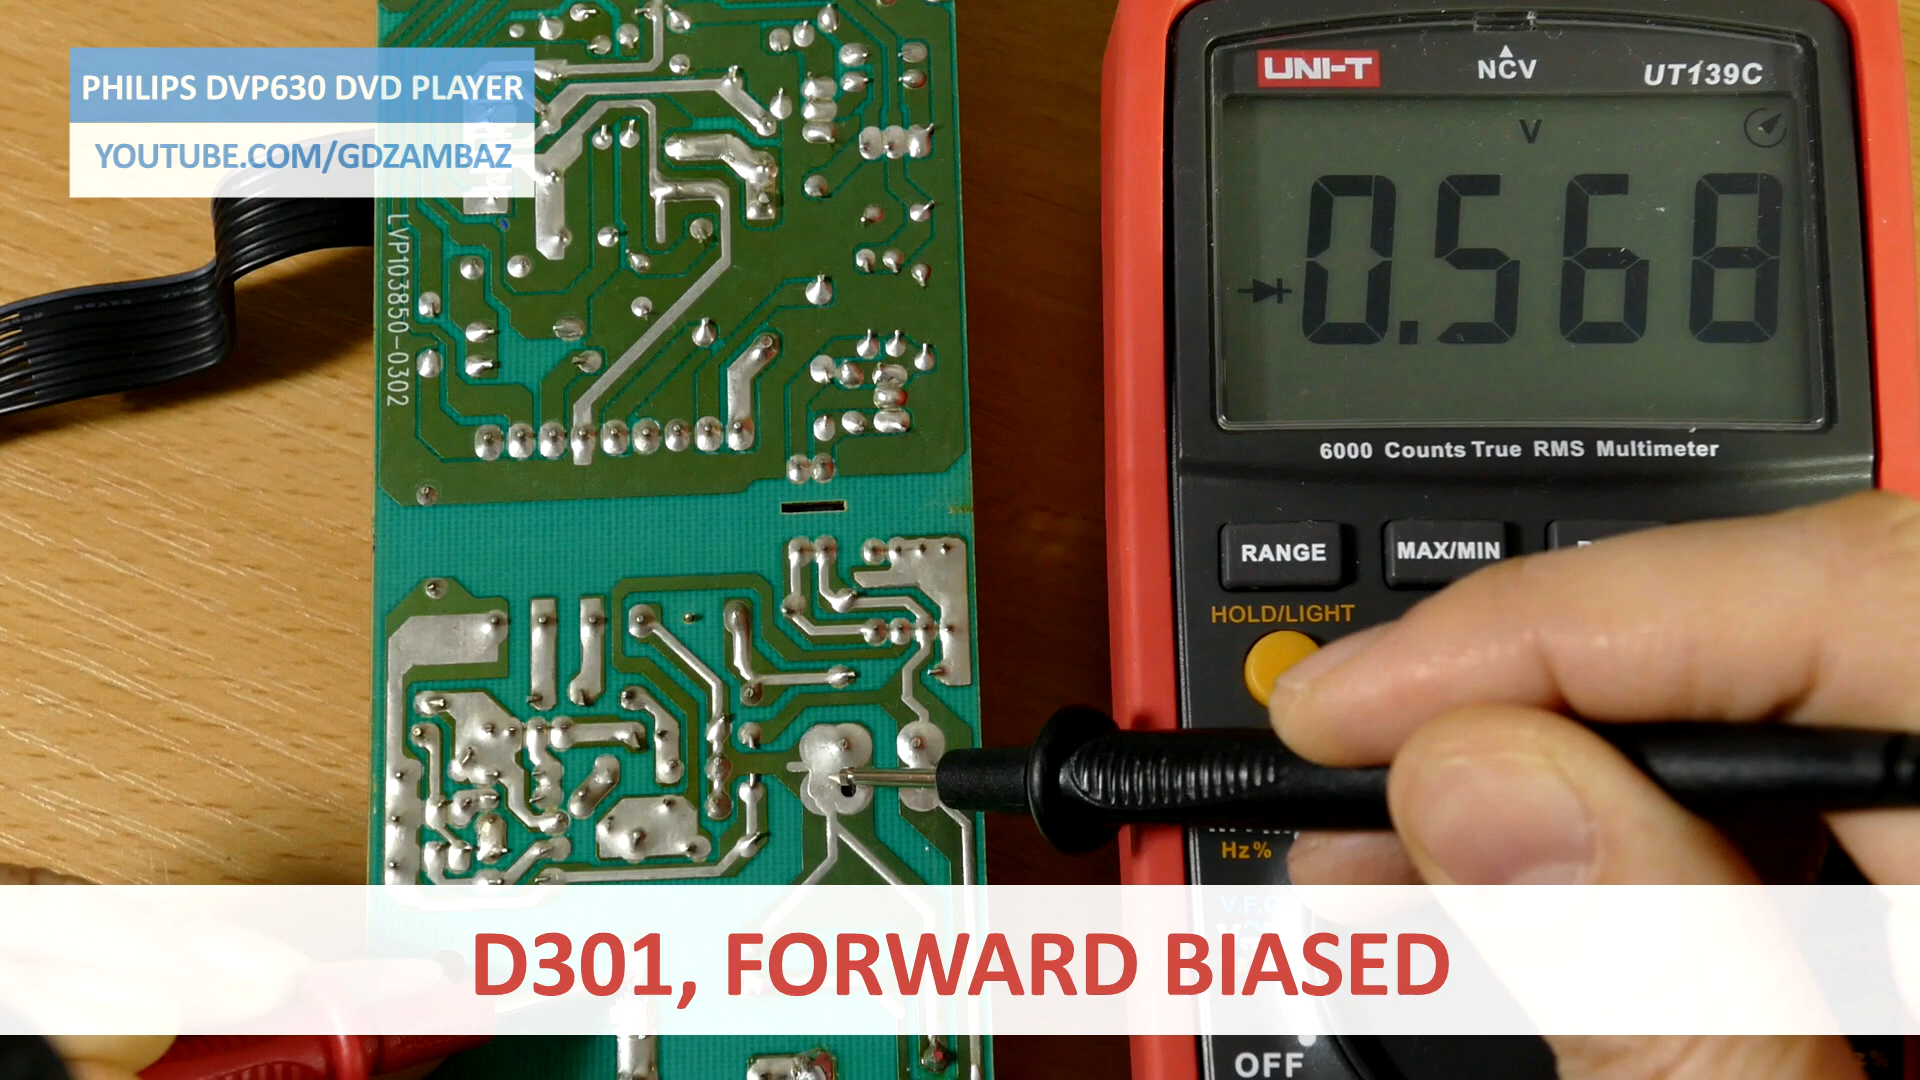 PHILIPS DVP630 DVD PLAYER
YOUTUBE.COM/GDZAMBAZ
LVP103850-0302
UNI-T
NCV
UT139C
V
0.568
6000 Counts True RMS Multimeter
RANGE
MAX/MIN
HOLD/LIGHT
Hz%
V.F.C
D301, FORWARD BIASED
OFF